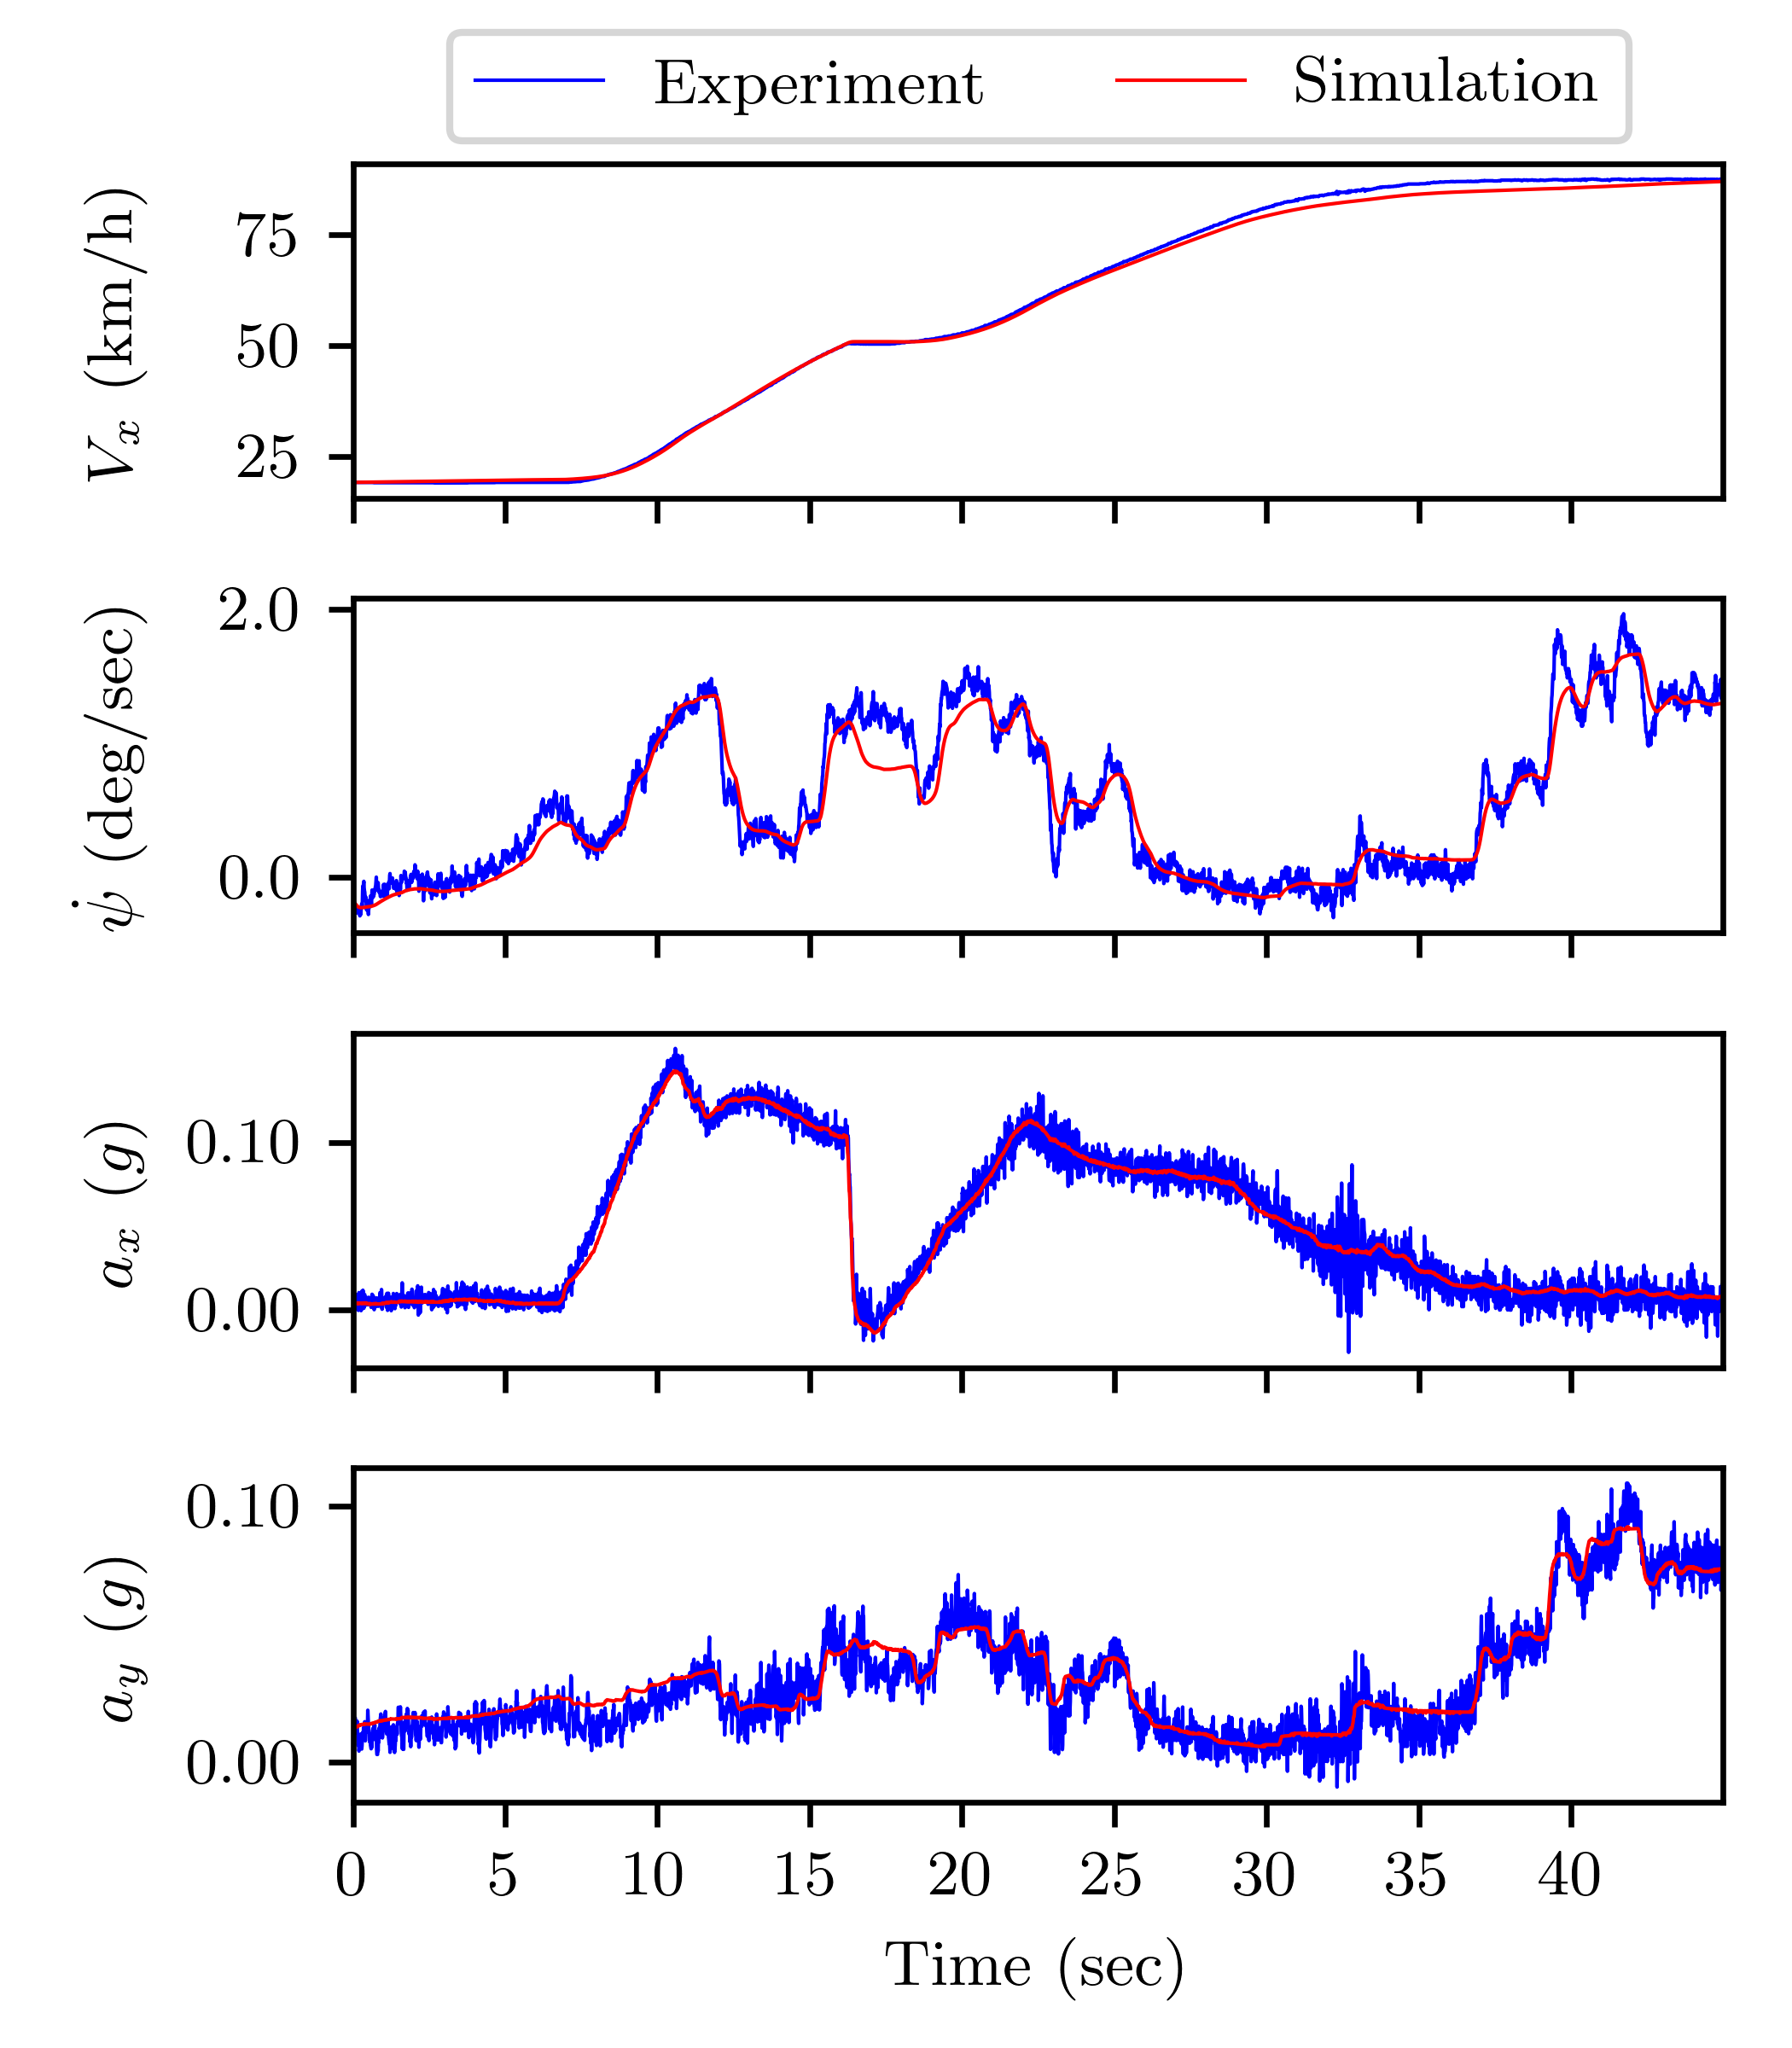 Experiment Simulation
V_x (km/h)
75
50
25
ψ̇ (deg/sec)
2.0
0.0
a_x (g)
0.10
0.00
a_y (g)
0.10
0.00
0 5 10 15 20 25 30 35 40
Time (sec)